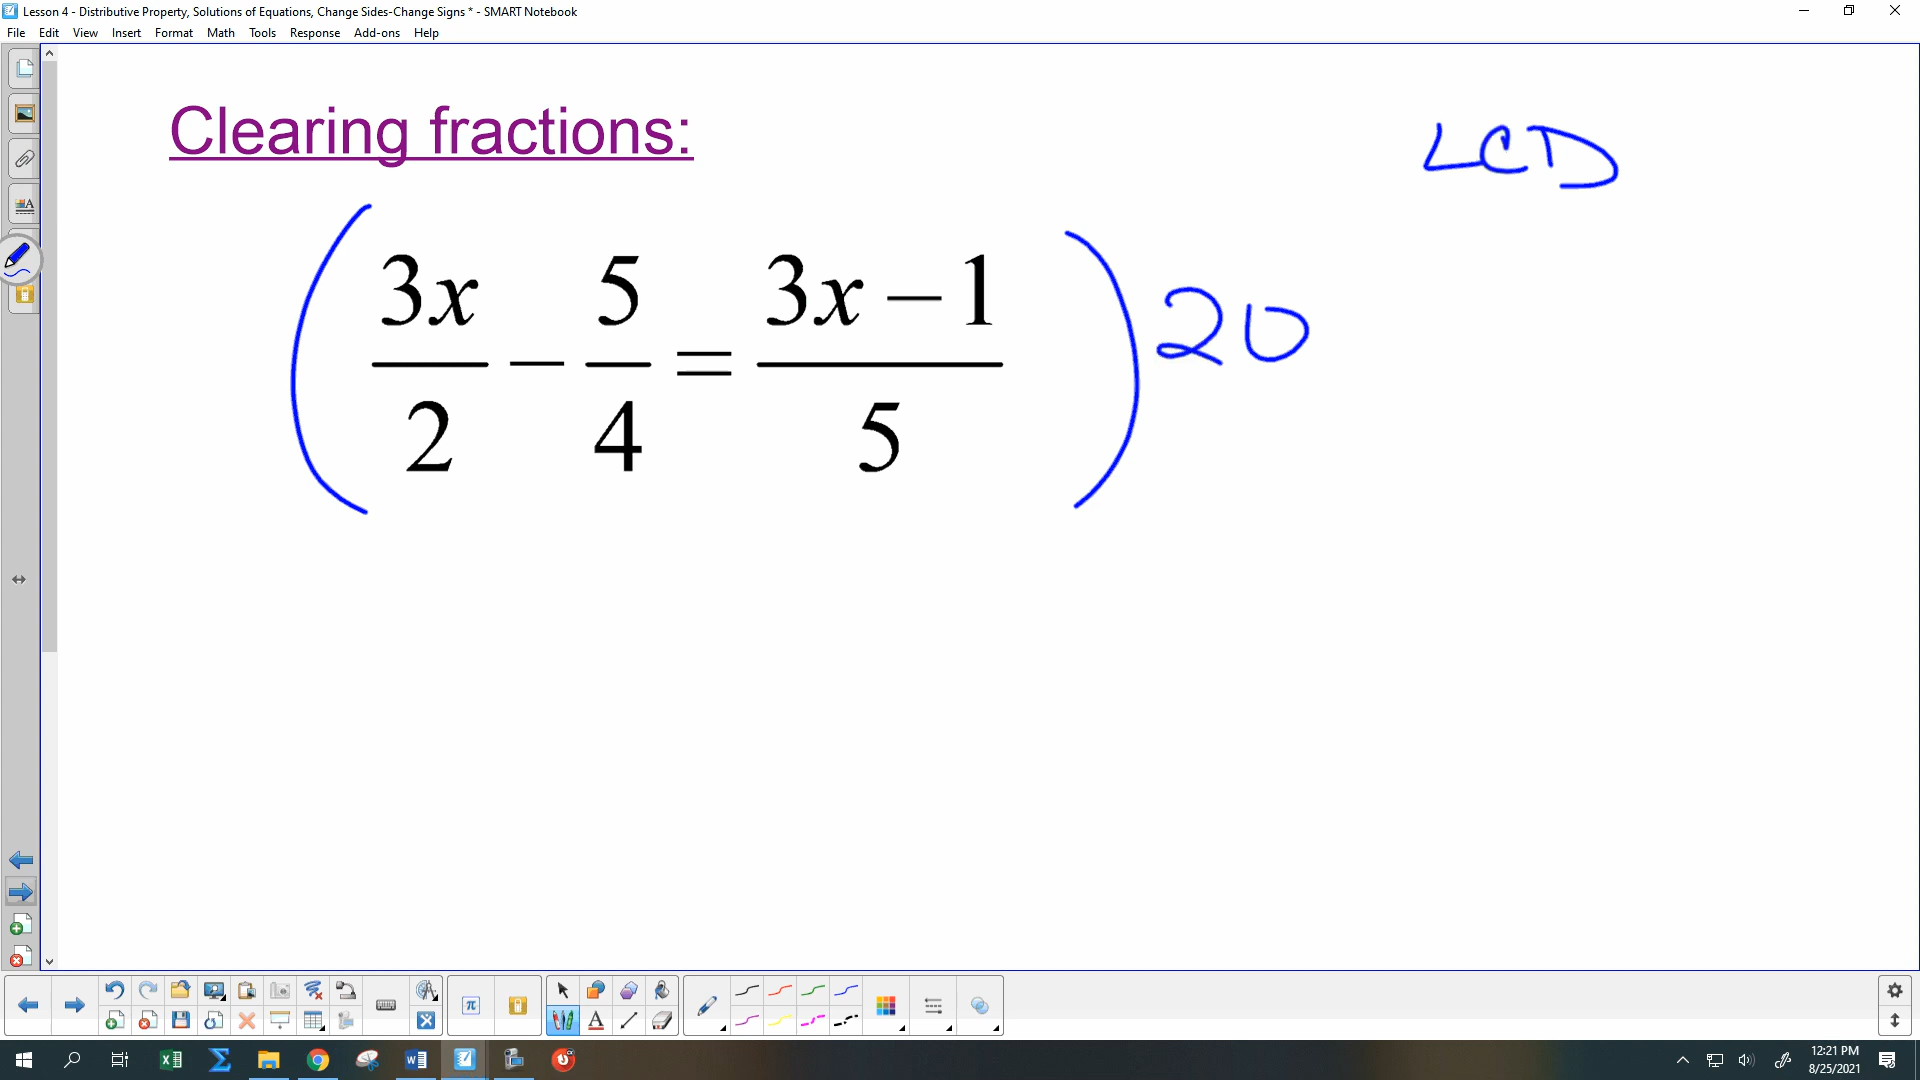 Lesson 4 - Distributive Property, Solutions of Equations, Change Sides-Change Signs * - SMART Notebook
File Edit View Insert Format Math Tools Response Add-ons Help
Clearing fractions:
LCD
(3x/2 − 5/4 = 3x − 1/5) 20
12:21 PM
8/25/2021